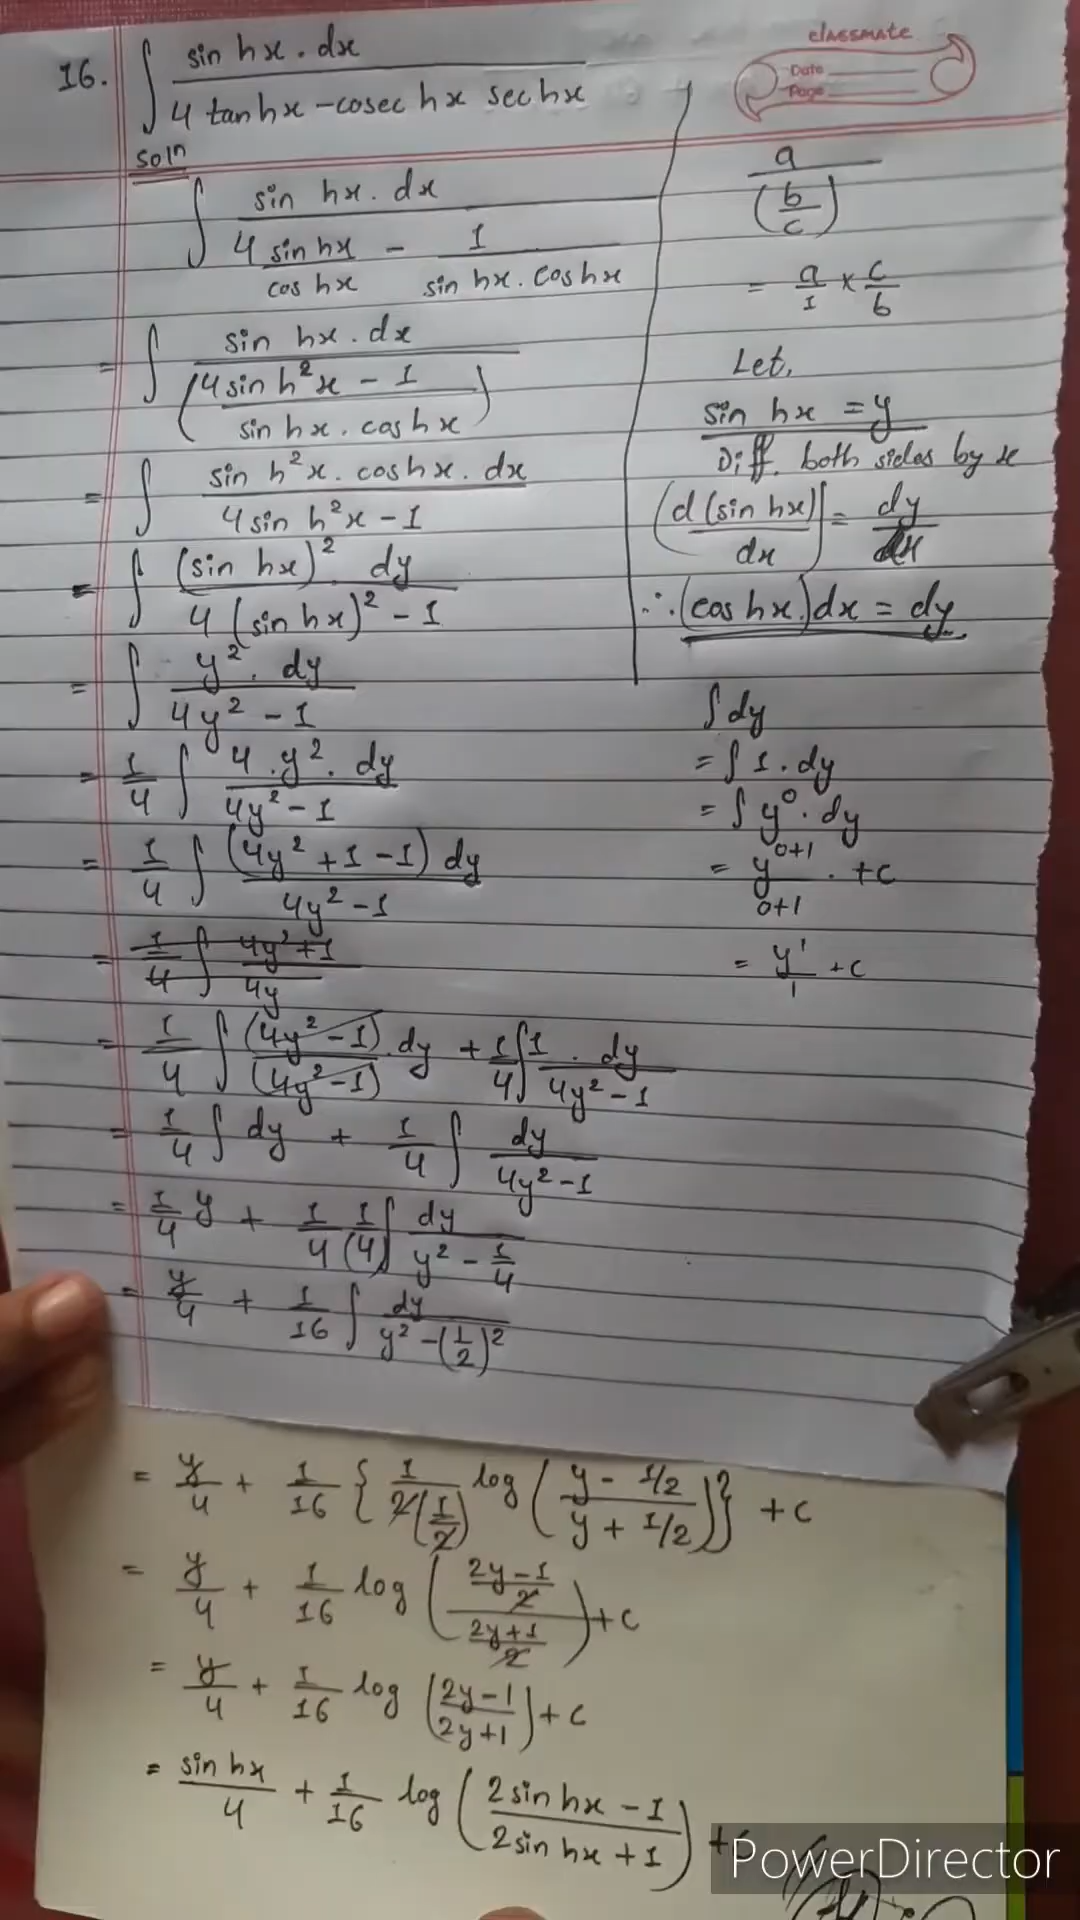 classmate
Date
Page
16. ∫ sin hx . dx / 4 tanhx - cosec hx sechx
Soln
∫ sin hx . dx / 4 sin hx / cos hx - 1 / sin hx . cos hx
= ∫ sin hx . dx / (4 sin h²x - 1 / sin hx . cos hx)
= ∫ sin h²x . cos hx . dx / 4 sin h²x - 1
= ∫ (sin hx)² dy / 4 (sin hx)² - 1
= ∫ y² . dy / 4y² - 1
= 1/4 ∫ 4 . y² . dy / 4y² - 1
= 1/4 ∫ (4y² + 1 - 1) dy / 4y² - 1
= 1/4 ∫ 4y² + 1 / 4y
= 1/4 ∫ (4y² - 1) . dy / (4y² - 1) + 1/4 ∫ 1 . dy / 4y² - 1
= 1/4 ∫ dy + 1/4 ∫ dy / 4y² - 1
= 1/4 y + 1/4 1/(4) ∫ dy / y² - 1/4
= y/4 + 1/16 ∫ dy / y² - (1/2)²
a / (b/c)
= a/1 × c/b
Let,
sin hx = y
Diff. both sides by x
(d (sin hx) / dx) = dy / dx
∴ (cos hx) dx = dy
∫ dy
= ∫ 1 . dy
= ∫ y⁰ . dy
= y⁰⁺¹ / 0+1 . + c
= y¹ / 1 + c
= y/4 + 1/16 { 1 / 2(1/2) log ( y - 1/2 / y + 1/2 ) } + c
= y/4 + 1/16 log ( 2y-1 / 2 / 2y+1 / 2 ) + c
= y/4 + 1/16 log ( 2y-1 / 2y+1 ) + c
= sin hx / 4 + 1/16 log ( 2 sin hx - 1 / 2 sin hx + 1 ) + c
PowerDirector